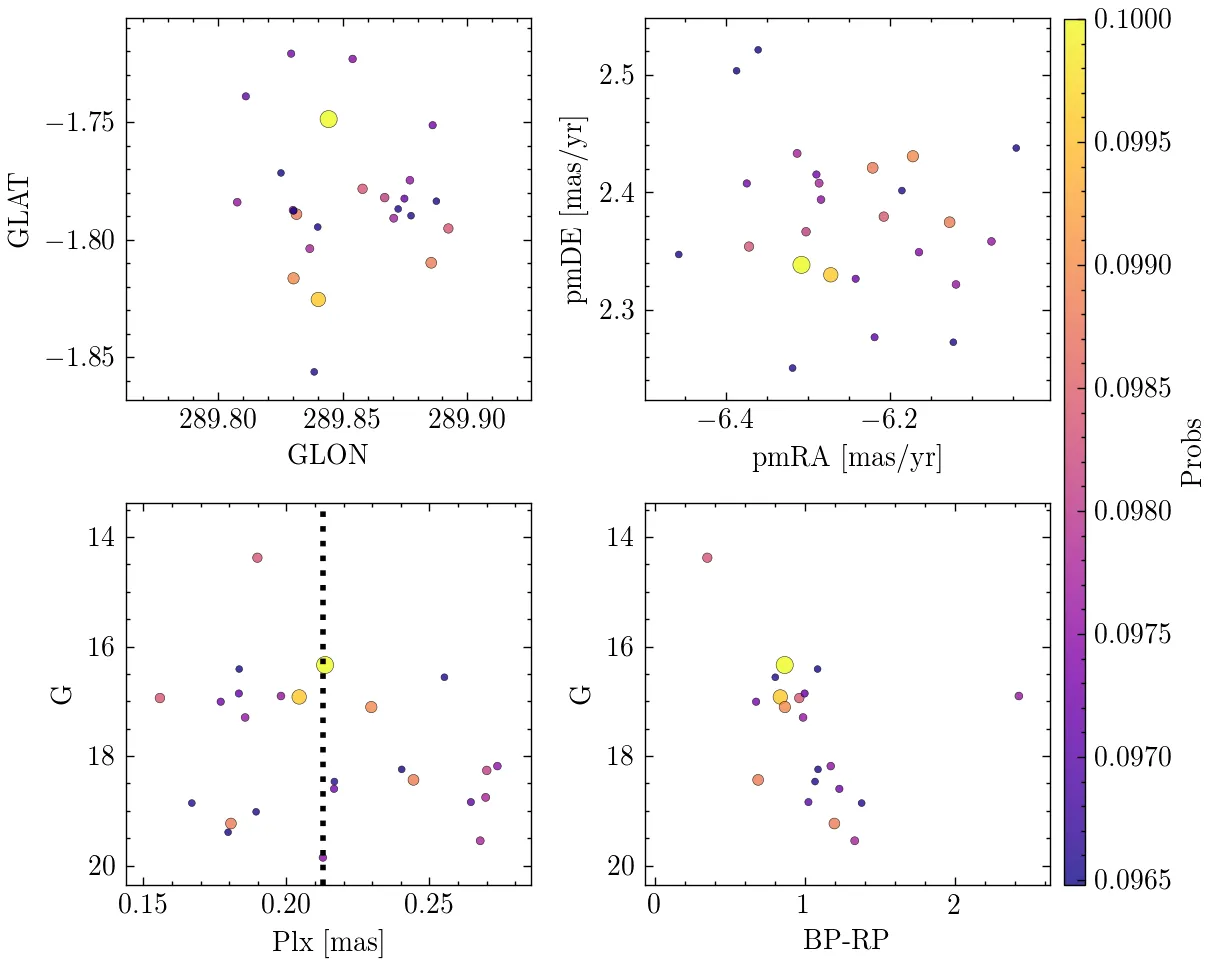 −1.75
−1.80
−1.85
GLAT
289.80 289.85 289.90
GLON
2.5
2.4
2.3
pmDE [mas/yr]
−6.4 −6.2
pmRA [mas/yr]
14
16
18
20
G
0.15 0.20 0.25
Plx [mas]
14
16
18
20
G
0 1 2
BP-RP
0.1000
0.0995
0.0990
0.0985
0.0980
0.0975
0.0970
0.0965
Probs